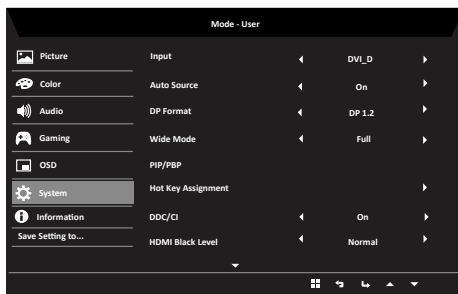 Mode - User
Picture
Input DVI_D
Color
Auto Source On
Audio
DP Format DP 1.2
Gaming
Wide Mode Full
OSD
PIP/PBP
System
Hot Key Assignment
Information
DDC/CI On
Save Setting to...
HDMI Black Level Normal